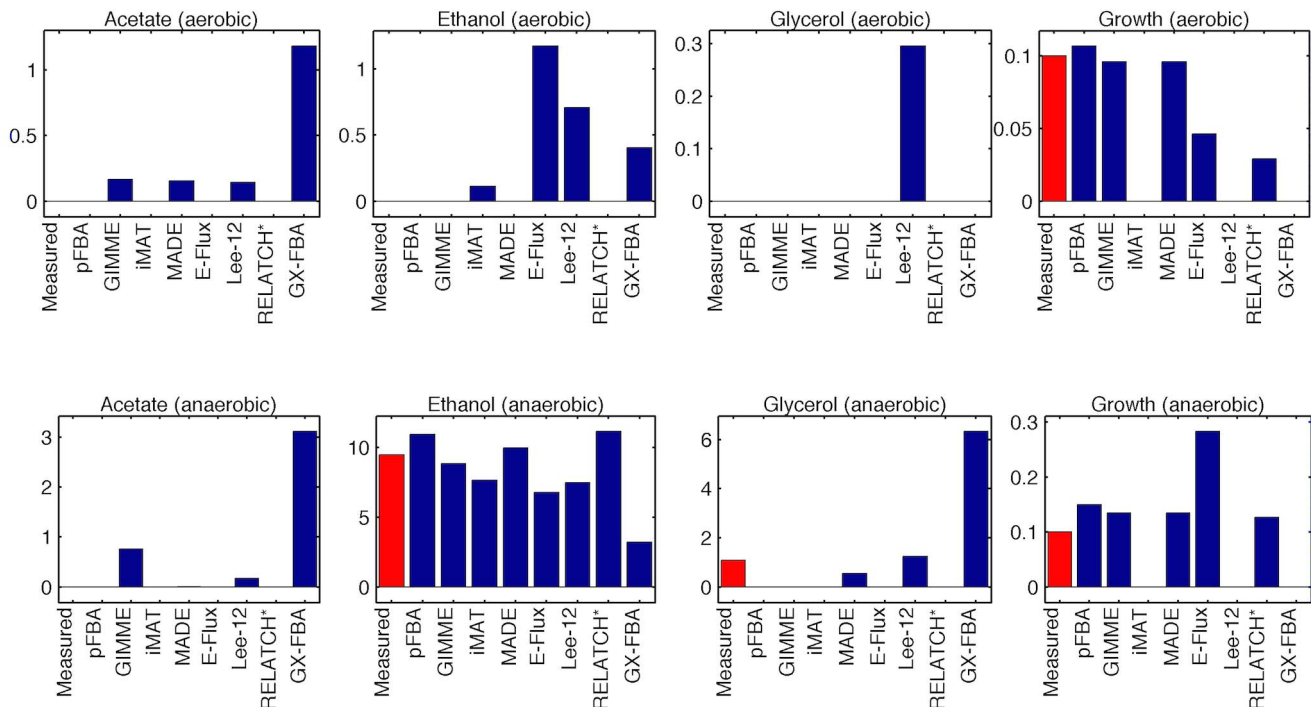 Acetate (aerobic)
1
0.5
0
Measured
pFBA
GIMME
iMAT
MADE
E-Flux
Lee-12
RELATCH*
GX-FBA
Ethanol (aerobic)
1
0.5
0
Measured
pFBA
GIMME
iMAT
MADE
E-Flux
Lee-12
RELATCH*
GX-FBA
Glycerol (aerobic)
0.3
0.2
0.1
0
Measured
pFBA
GIMME
iMAT
MADE
E-Flux
Lee-12
RELATCH*
GX-FBA
Growth (aerobic)
0.1
0.05
0
Measured
pFBA
GIMME
iMAT
MADE
E-Flux
Lee-12
RELATCH*
GX-FBA
Acetate (anaerobic)
3
2
1
0
Measured
pFBA
GIMME
iMAT
MADE
E-Flux
Lee-12
RELATCH*
GX-FBA
Ethanol (anaerobic)
10
5
0
Measured
pFBA
GIMME
iMAT
MADE
E-Flux
Lee-12
RELATCH*
GX-FBA
Glycerol (anaerobic)
6
4
2
0
Measured
pFBA
GIMME
iMAT
MADE
E-Flux
Lee-12
RELATCH*
GX-FBA
Growth (anaerobic)
0.3
0.2
0.1
0
Measured
pFBA
GIMME
iMAT
MADE
E-Flux
Lee-12
RELATCH*
GX-FBA